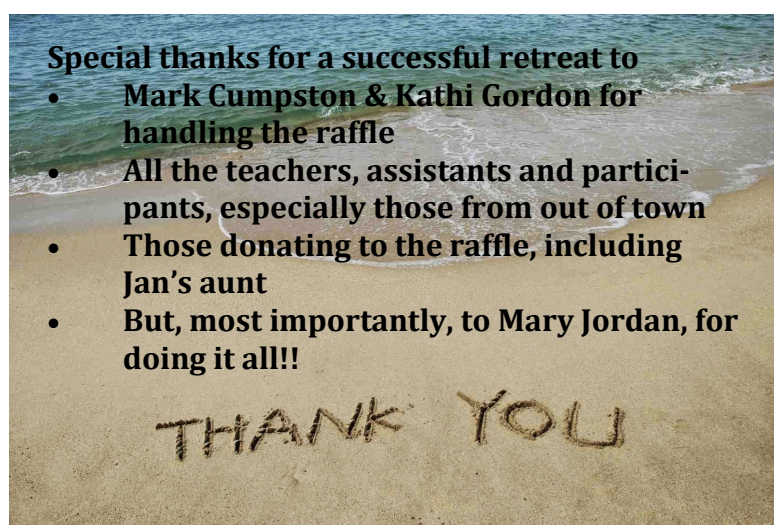 Special thanks for a successful retreat to
• Mark Cumpston & Kathi Gordon for
handling the raffle
• All the teachers, assistants and partici-
pants, especially those from out of town
• Those donating to the raffle, including
Jan’s aunt
• But, most importantly, to Mary Jordan, for
doing it all!!
THANK YOU